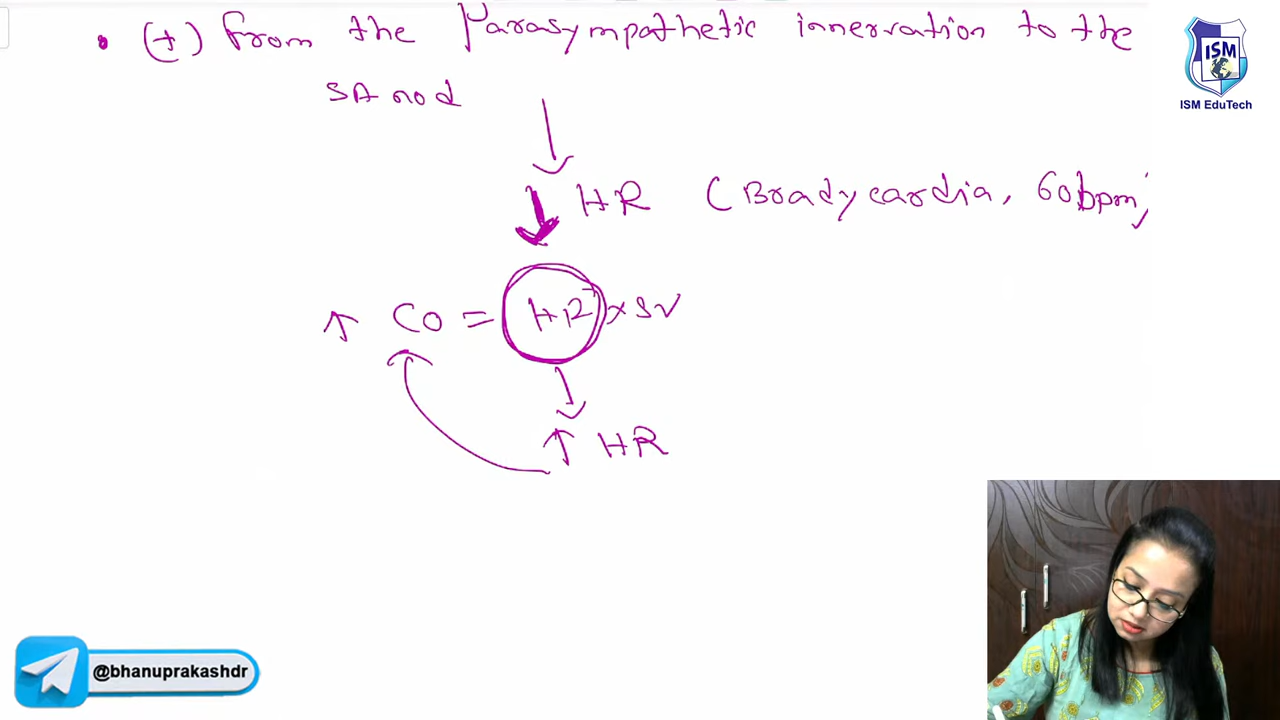 • (+) from the Parasympathetic innervation to the
SA nod
↓
↓ HR (Bradycardia, 60bpm)
↑ CO = HR × SV
↓
↑ HR
ISM
ISM EduTech
@bhanuprakashdr